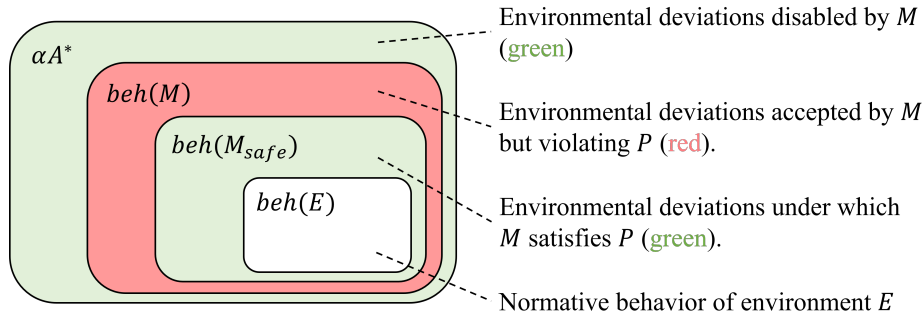 αA*
beh(M)
beh(M_safe)
beh(E)
Environmental deviations disabled by M
(green)
Environmental deviations accepted by M
but violating P (red).
Environmental deviations under which
M satisfies P (green).
Normative behavior of environment E